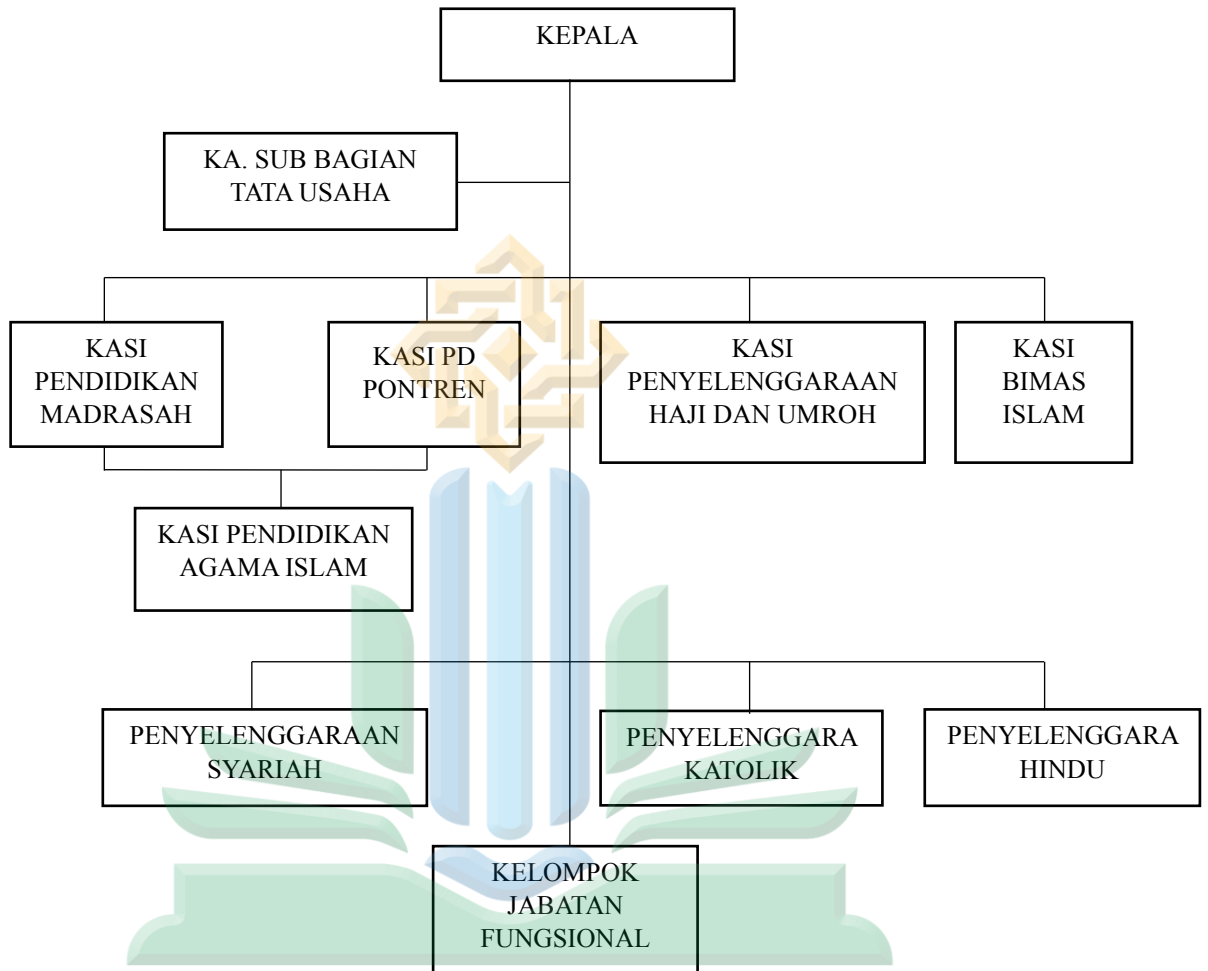 KEPALA
KA. SUB BAGIAN
TATA USAHA
KASI
PENDIDIKAN
MADRASAH
KASI PD
PONTREN
KASI
PENYELENGGARAAN
HAJI DAN UMROH
KASI
BIMAS
ISLAM
KASI PENDIDIKAN
AGAMA ISLAM
PENYELENGGARAAN
SYARIAH
PENYELENGGARA
KATOLIK
PENYELENGGARA
HINDU
KELOMPOK
JABATAN
FUNGSIONAL